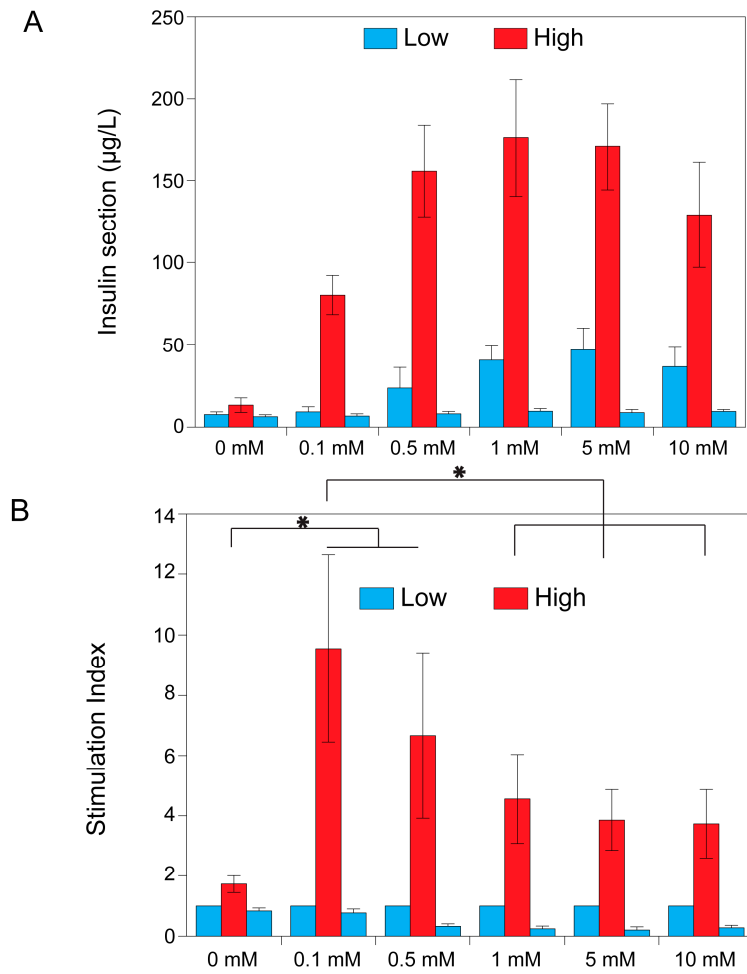 A
250
Low High
200
150
100
50
0
Insulin section (µg/L)
0 mM 0.1 mM 0.5 mM 1 mM 5 mM 10 mM
*
B
14
*
12
Low High
10
8
6
4
2
0
Stimulation Index
0 mM 0.1 mM 0.5 mM 1 mM 5 mM 10 mM